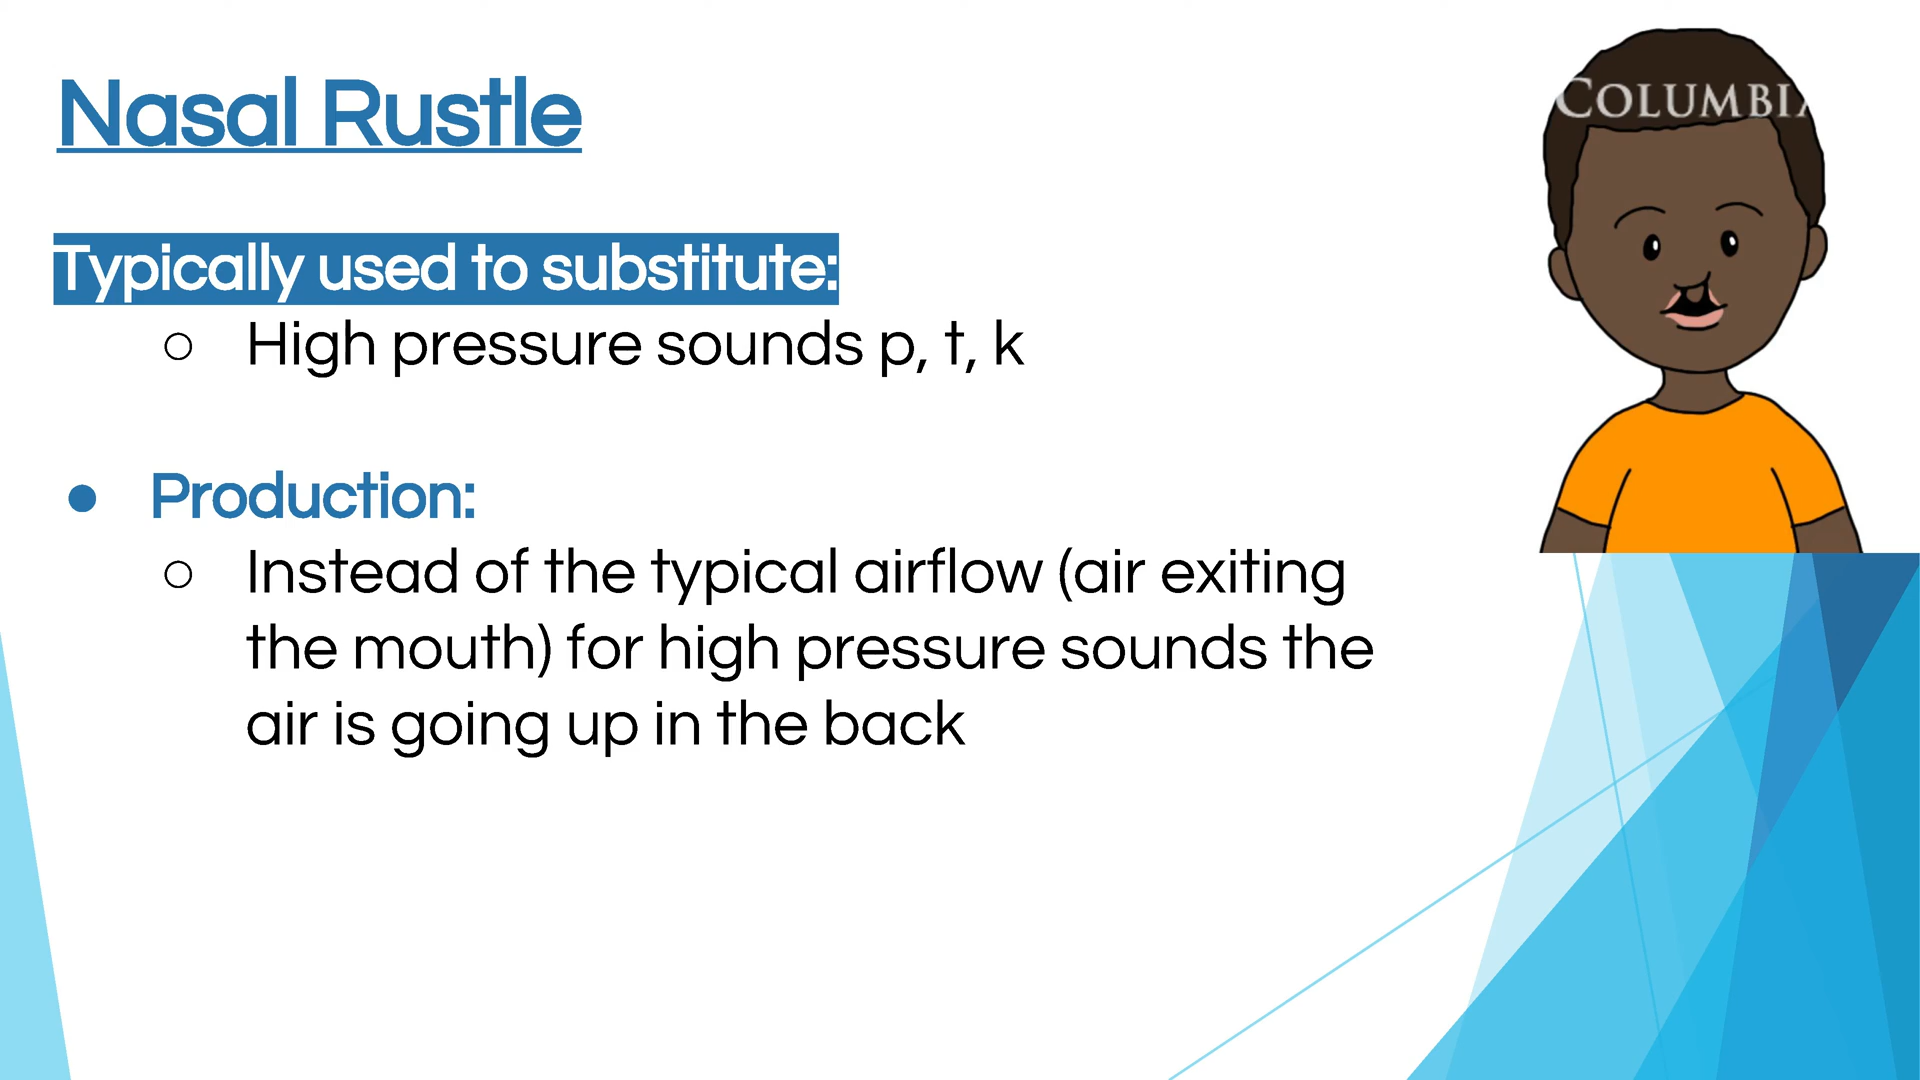 Nasal Rustle
COLUMBIA
Typically used to substitute:
○ High pressure sounds p, t, k
● Production:
○ Instead of the typical airflow (air exiting
the mouth) for high pressure sounds the
air is going up in the back